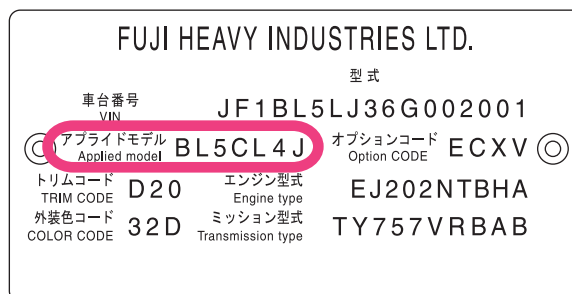 FUJI HEAVY INDUSTRIES LTD.
型式
車台番号
VIN
JF1BL5LJ36G002001
アプライドモデル
Applied model
BL5CL4J
オプションコード
Option CODE
ECXV
トリムコード
TRIM CODE
D20
エンジン型式
Engine type
EJ202NTBHA
外装色コード
COLOR CODE
32D
ミッション型式
Transmission type
TY757VRBAB